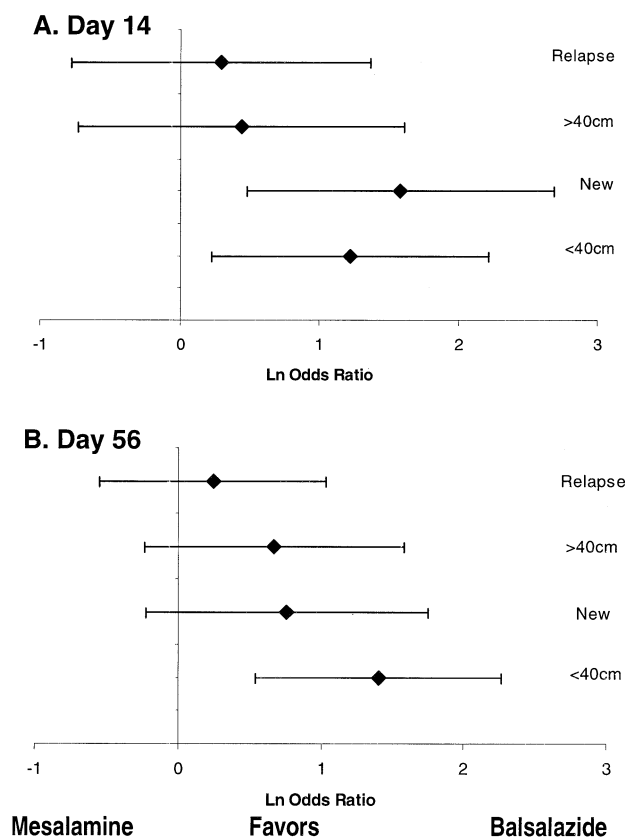 A. Day 14
Relapse
>40cm
New
<40cm
-1 0 1 2 3
Ln Odds Ratio
B. Day 56
Relapse
>40cm
New
<40cm
-1 0 1 2 3
Ln Odds Ratio
Mesalamine Favors Balsalazide